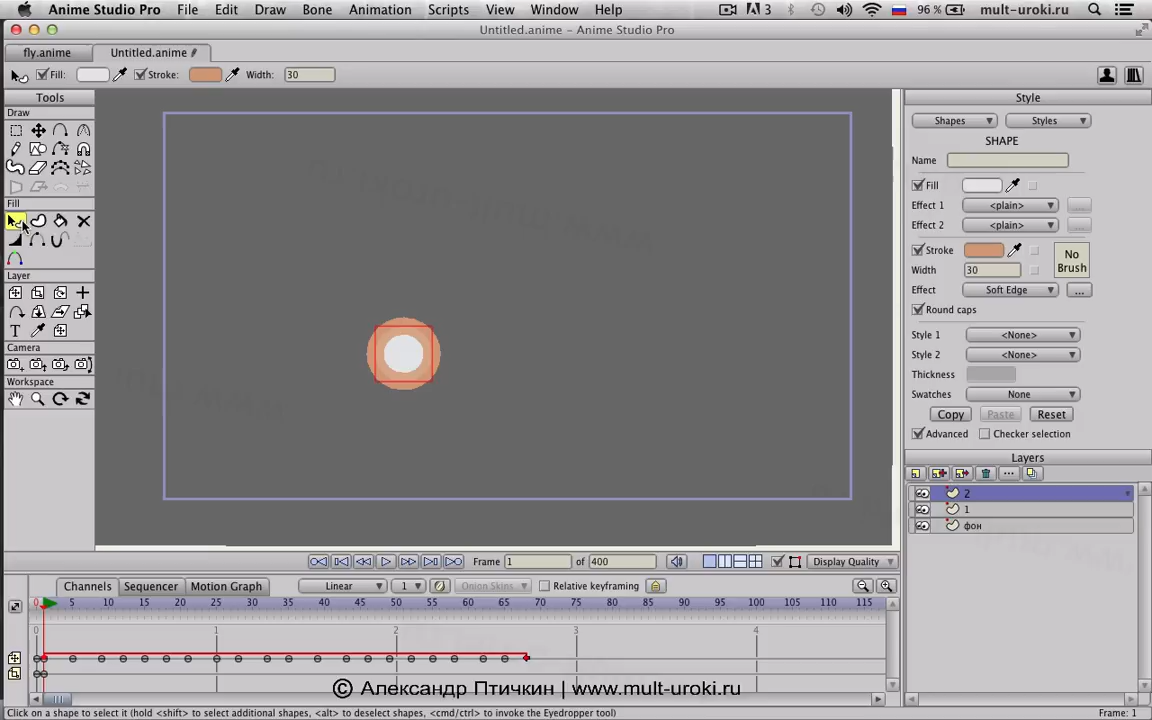 Anime Studio Pro File Edit Draw Bone Animation Scripts View Window Help 3 96 % mult-uroki.ru
Untitled.anime – Anime Studio Pro
fly.anime Untitled.anime
Fill: Stroke: Width: 30
Tools
Draw
Fill
Layer
T
Camera
Workspace
Style
Shapes Styles
SHAPE
Name
Fill
Effect 1 <plain> ...
Effect 2 <plain> ...
Stroke
No Brush
Width 30
Effect Soft Edge ...
Round caps
Style 1 <None>
Style 2 <None>
Thickness
Swatches None
Copy Paste Reset
Advanced Checker selection
Layers
2
1
фон
Frame 1 of 400 Display Quality
Channels Sequencer Motion Graph Linear 1 Onion Skins Relative keyframing
0 5 10 15 20 25 30 35 40 45 50 55 60 65 70 75 80 85 90 95 100 105 110 115
0 1 2 3 4
© Александр Птичкин | www.mult-uroki.ru
Click on a shape to select it (hold <shift> to select additional shapes, <alt> to deselect shapes, <cmd/ctrl> to invoke the Eyedropper tool) Frame: 1